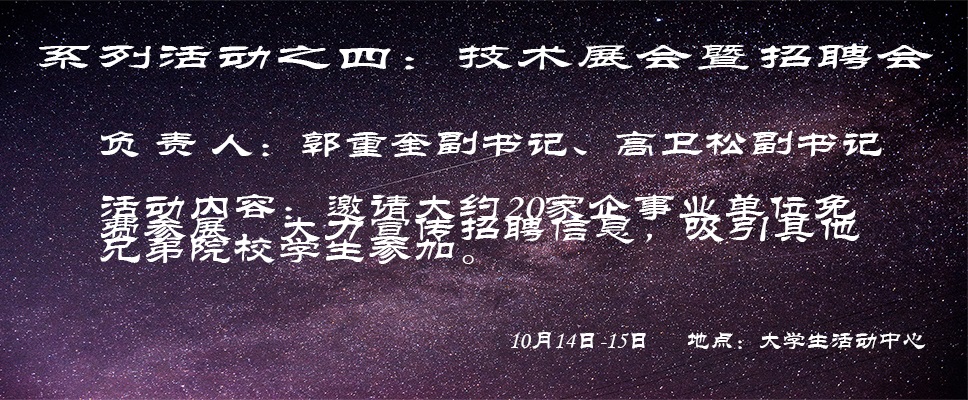 系列活动之四：技术展会暨招聘会
负责人：郭重奎副书记、高卫松副书记
活动内容：邀请大约20家企事业单位免
费参展，大力宣传招聘信息，吸引其他
兄弟院校学生参加。
10月14日-15日 地点：大学生活动中心